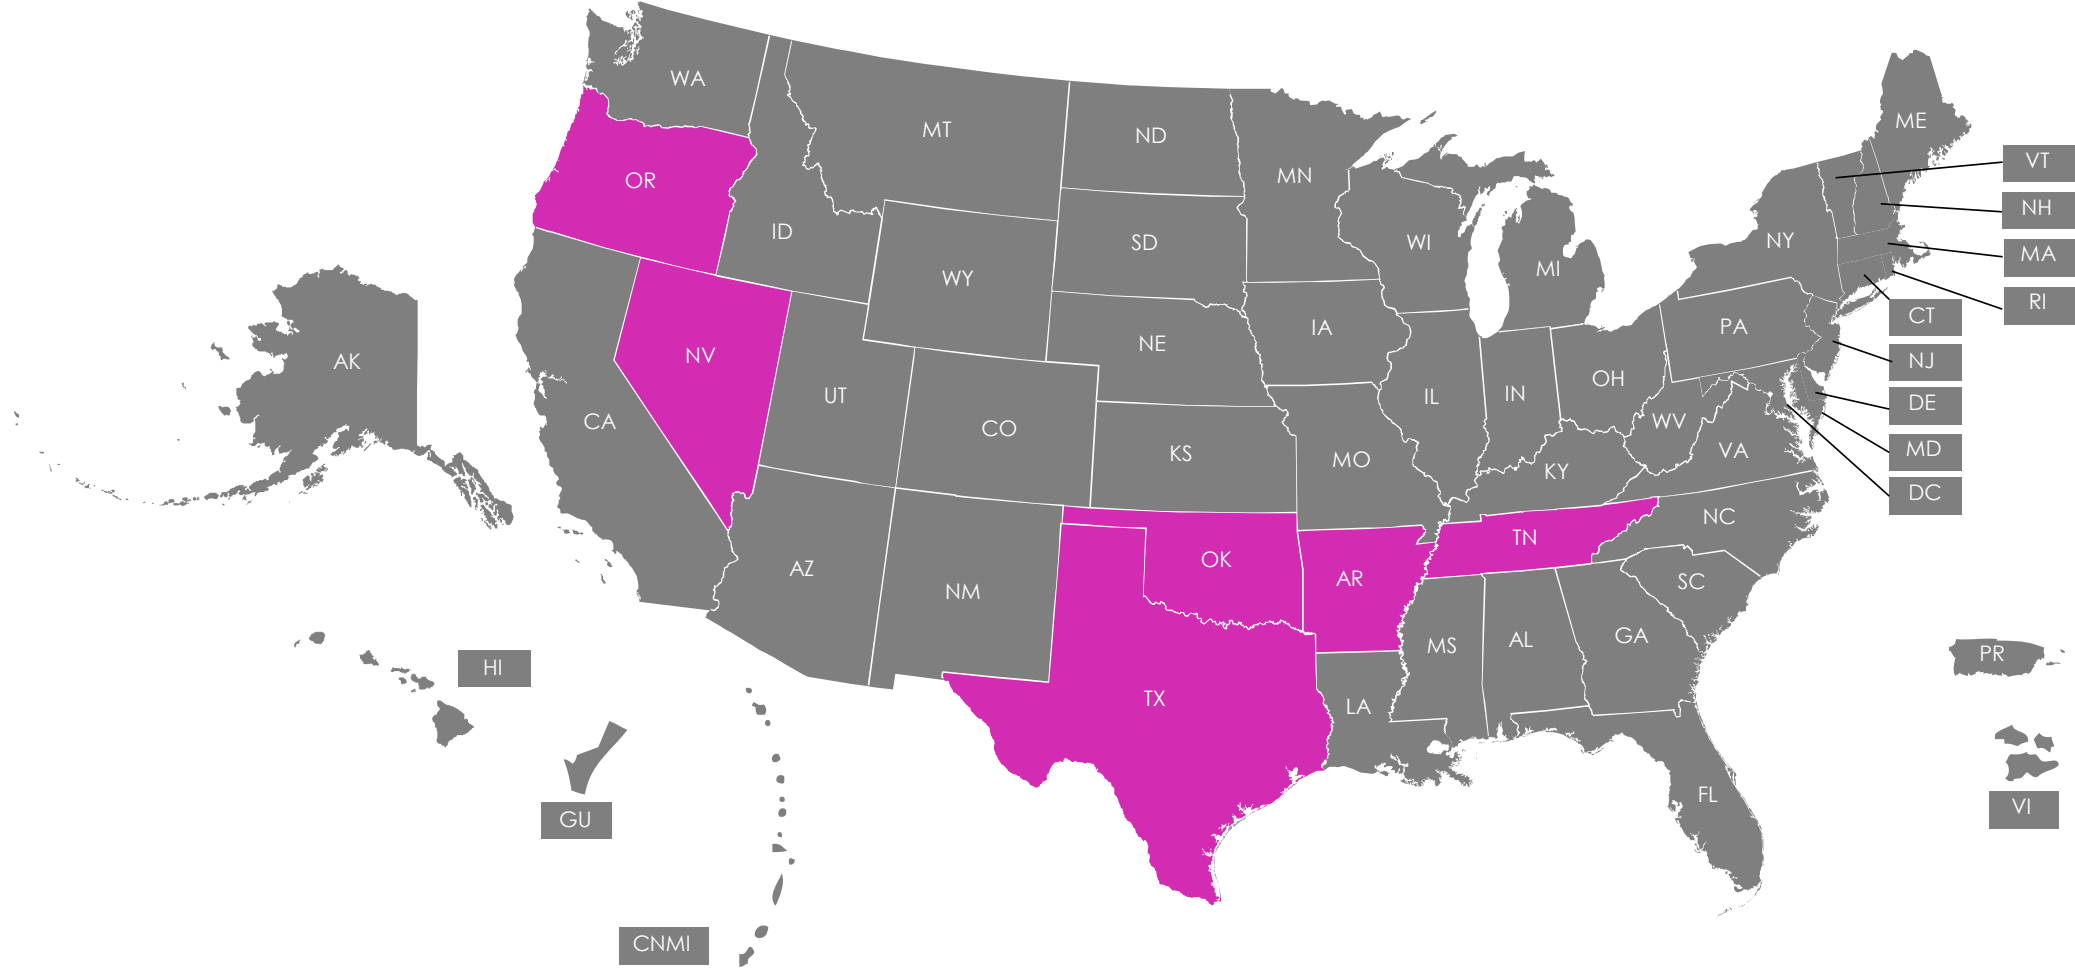 WA
MT
ND
MN
ME
VT
OR
NH
ID
SD
WI
NY
MA
MI
WY
RI
IA
PA
CT
NE
NV
AK
NJ
UT
OH
IN
IL
DE
CA
CO
WV
MD
KS
MO
KY
VA
DC
NC
TN
OK
AR
AZ
NM
SC
MS
AL
GA
PR
HI
TX
LA
FL
VI
GU
CNMI